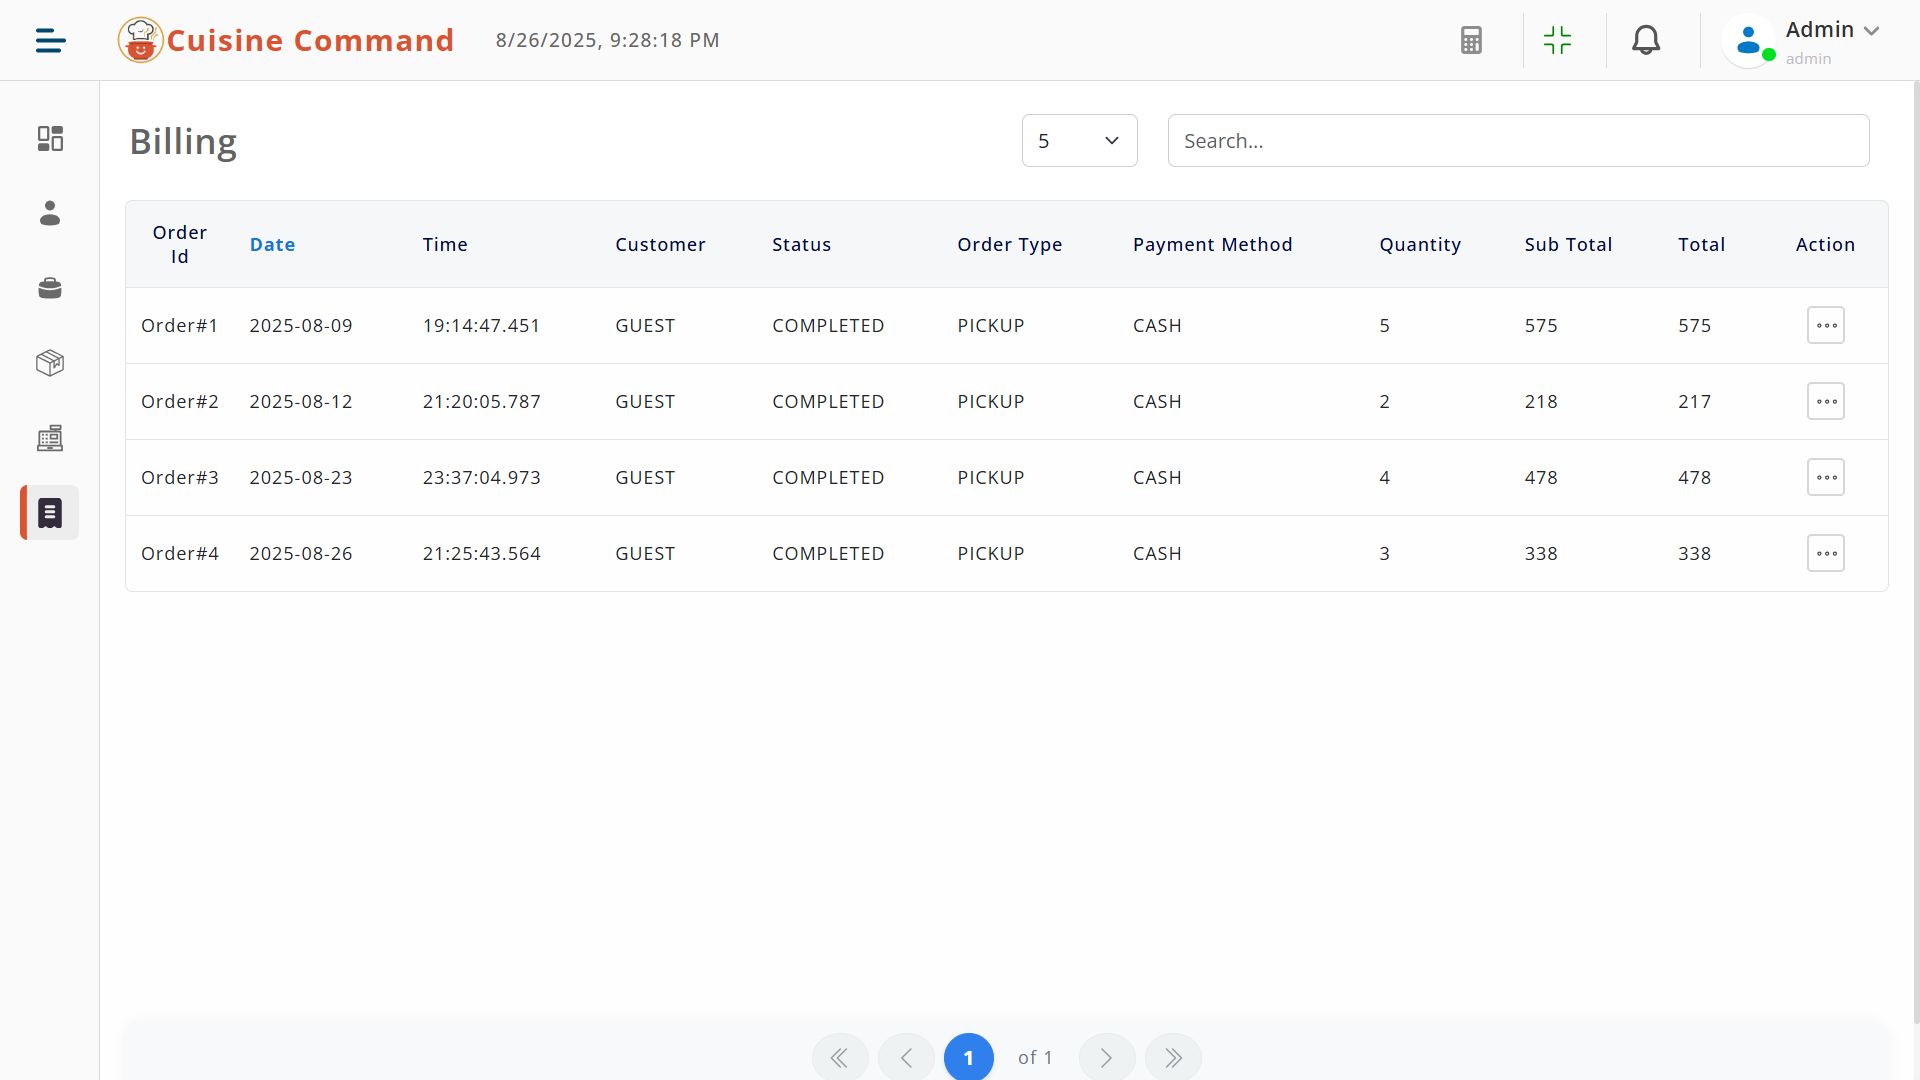 Cuisine Command 8/26/2025, 9:28:18 PM Admin
admin
Billing 5 Search...
Order Id Date Time Customer Status Order Type Payment Method Quantity Sub Total Total Action
Order#1 2025-08-09 19:14:47.451 GUEST COMPLETED PICKUP CASH 5 575 575
Order#2 2025-08-12 21:20:05.787 GUEST COMPLETED PICKUP CASH 2 218 217
Order#3 2025-08-23 23:37:04.973 GUEST COMPLETED PICKUP CASH 4 478 478
Order#4 2025-08-26 21:25:43.564 GUEST COMPLETED PICKUP CASH 3 338 338
1 of 1